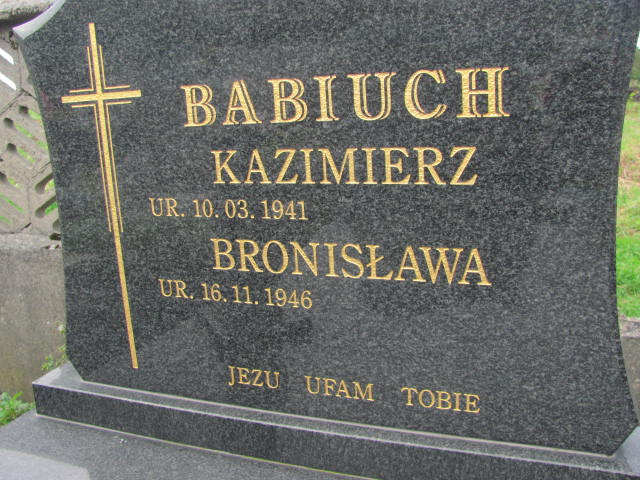 BABIUCH
KAZIMIERZ
UR. 10. 03. 1941
BRONISŁAWA
UR. 16. 11. 1946
JEZU UFAM TOBIE